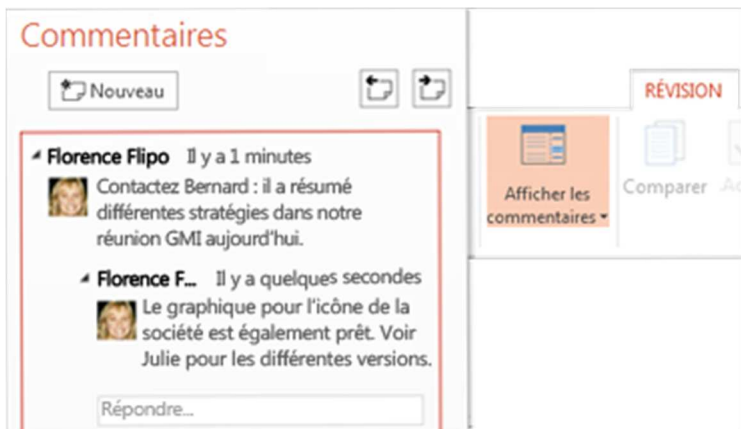 Commentaires
Nouveau
RÉVISION
Florence Flipo Il y a 1 minutes
Contactez Bernard : il a résumé
différentes stratégies dans notre
réunion GMI aujourd'hui.
Florence F... Il y a quelques secondes
Le graphique pour l'icône de la
société est également prêt. Voir
Julie pour les différentes versions.
Répondre...
Afficher les
commentaires
Comparer